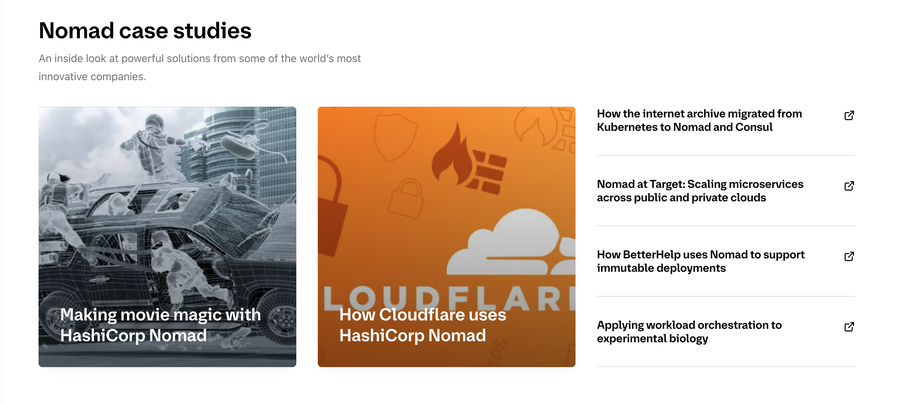 Nomad case studies
An inside look at powerful solutions from some of the world's most
innovative companies.
Making movie magic with
HashiCorp Nomad
LOUDFLARE
How Cloudflare uses
HashiCorp Nomad
How the internet archive migrated from
Kubernetes to Nomad and Consul
Nomad at Target: Scaling microservices
across public and private clouds
How BetterHelp uses Nomad to support
immutable deployments
Applying workload orchestration to
experimental biology